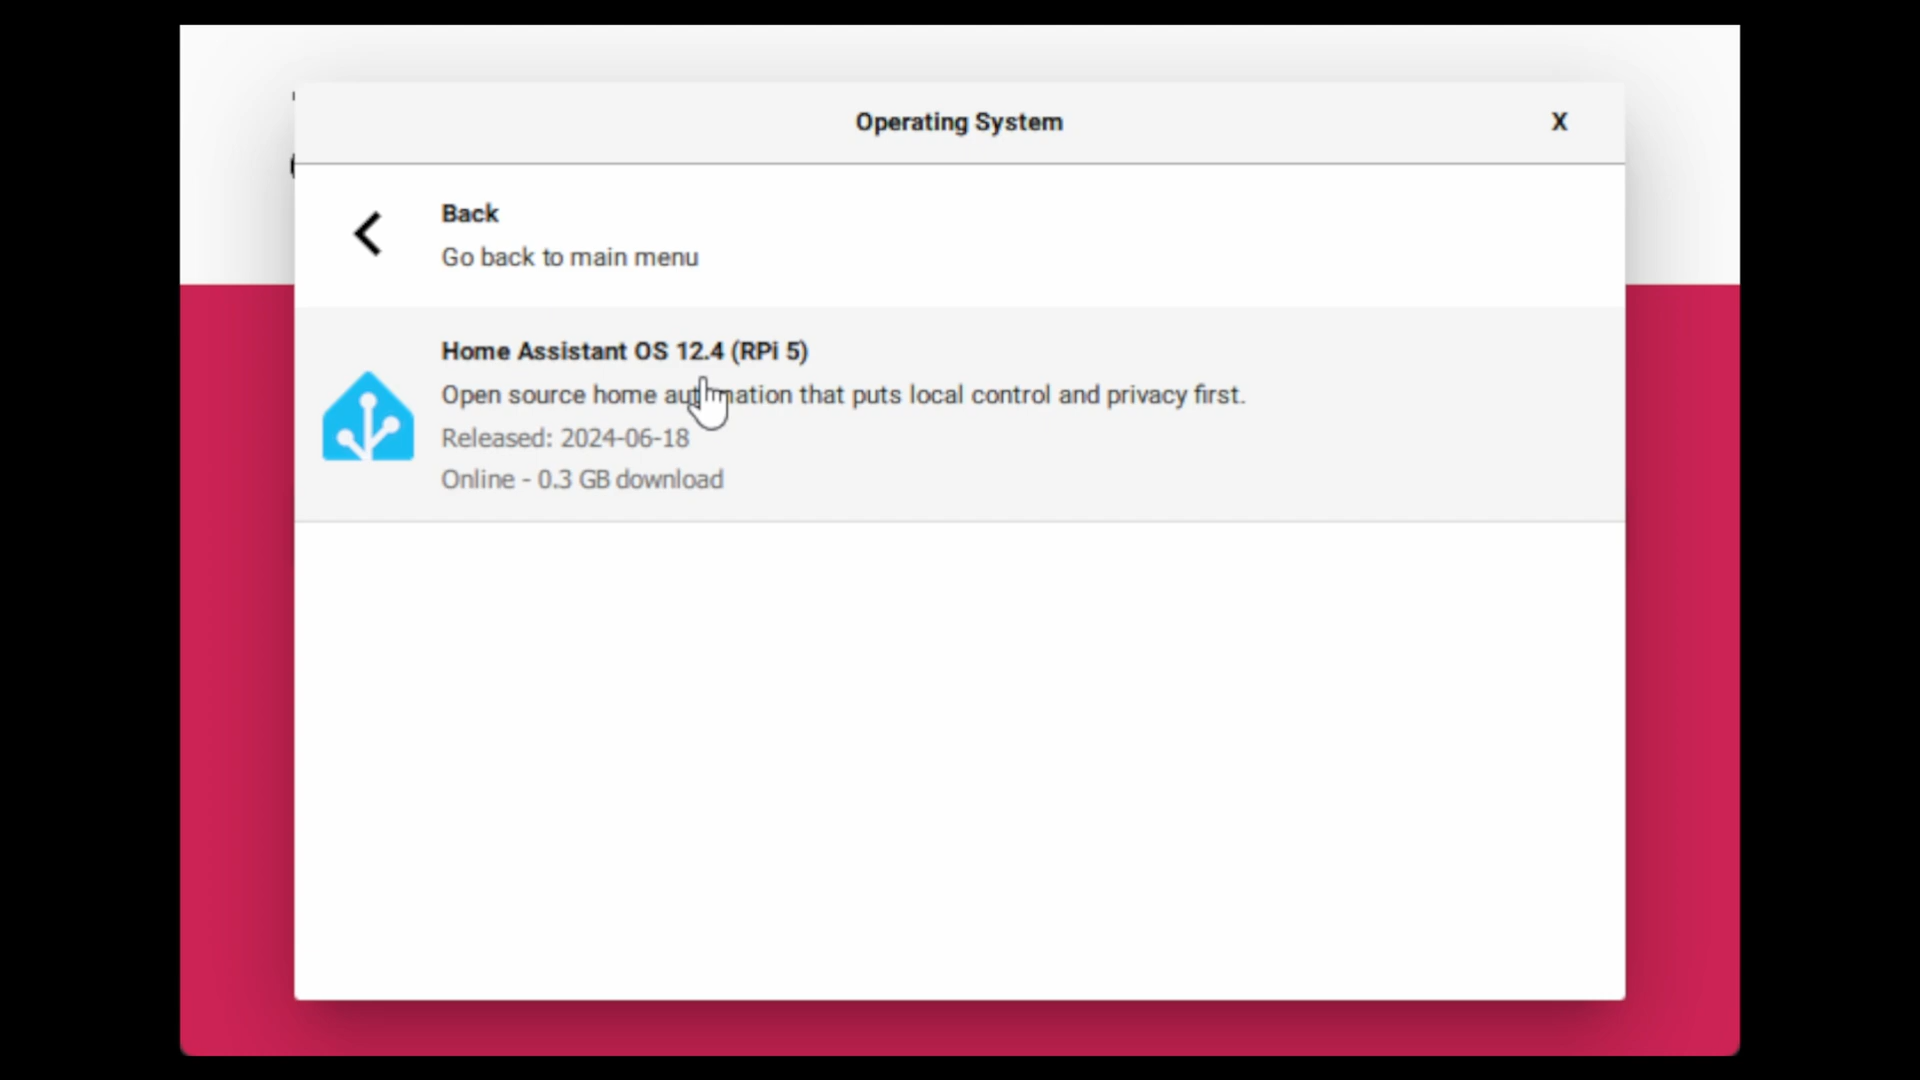 Operating System
X
Back
Go back to main menu
Home Assistant OS 12.4 (RPi 5)
Open source home automation that puts local control and privacy first.
Released: 2024-06-18
Online - 0.3 GB download